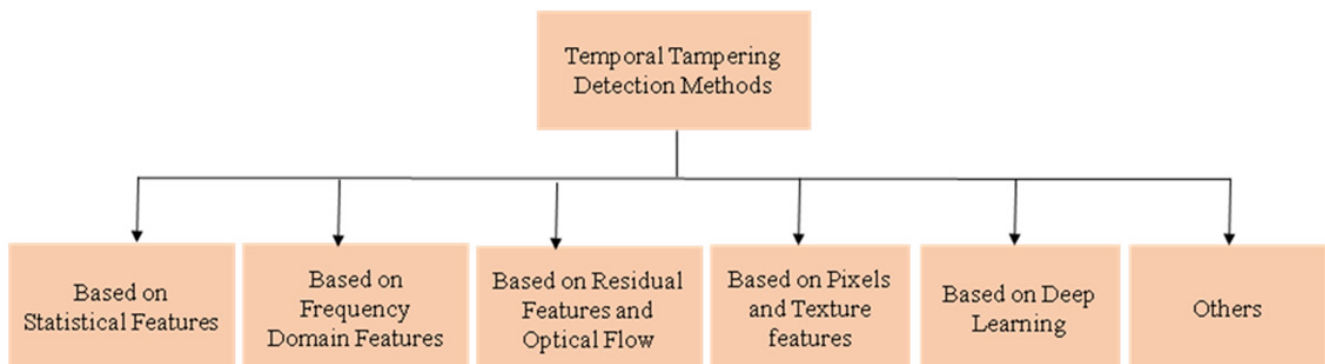 Temporal Tampering
Detection Methods
Based on
Statistical Features
Based on
Frequency
Domain Features
Based on Residual
Features and
Optical Flow
Based on Pixels
and Texture
features
Based on Deep
Learning
Others